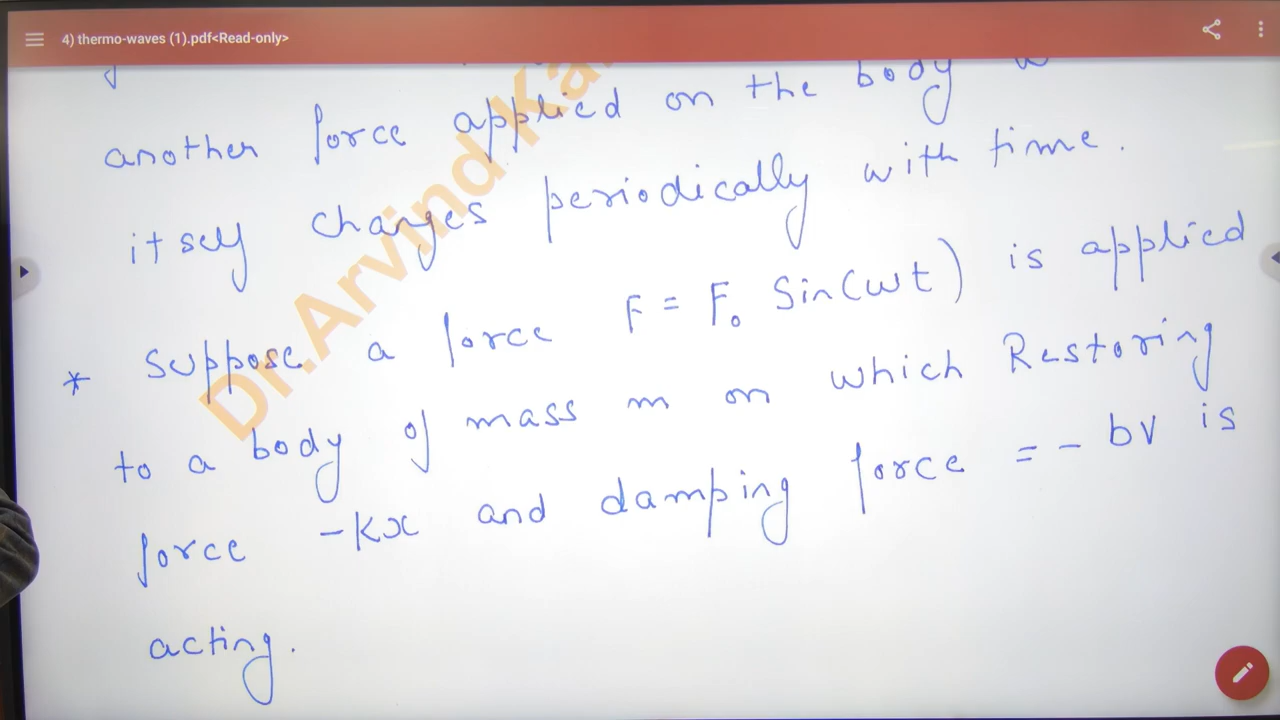 4) thermo-waves (1).pdf<Read-only>
another force applied on the body
itself changes periodically with time.
* Suppose a force F = F₀ Sin(ωt) is applied
to a body of mass m on which Restoring
force -Kx and damping force = - bv is
acting.
Dr.Arvind